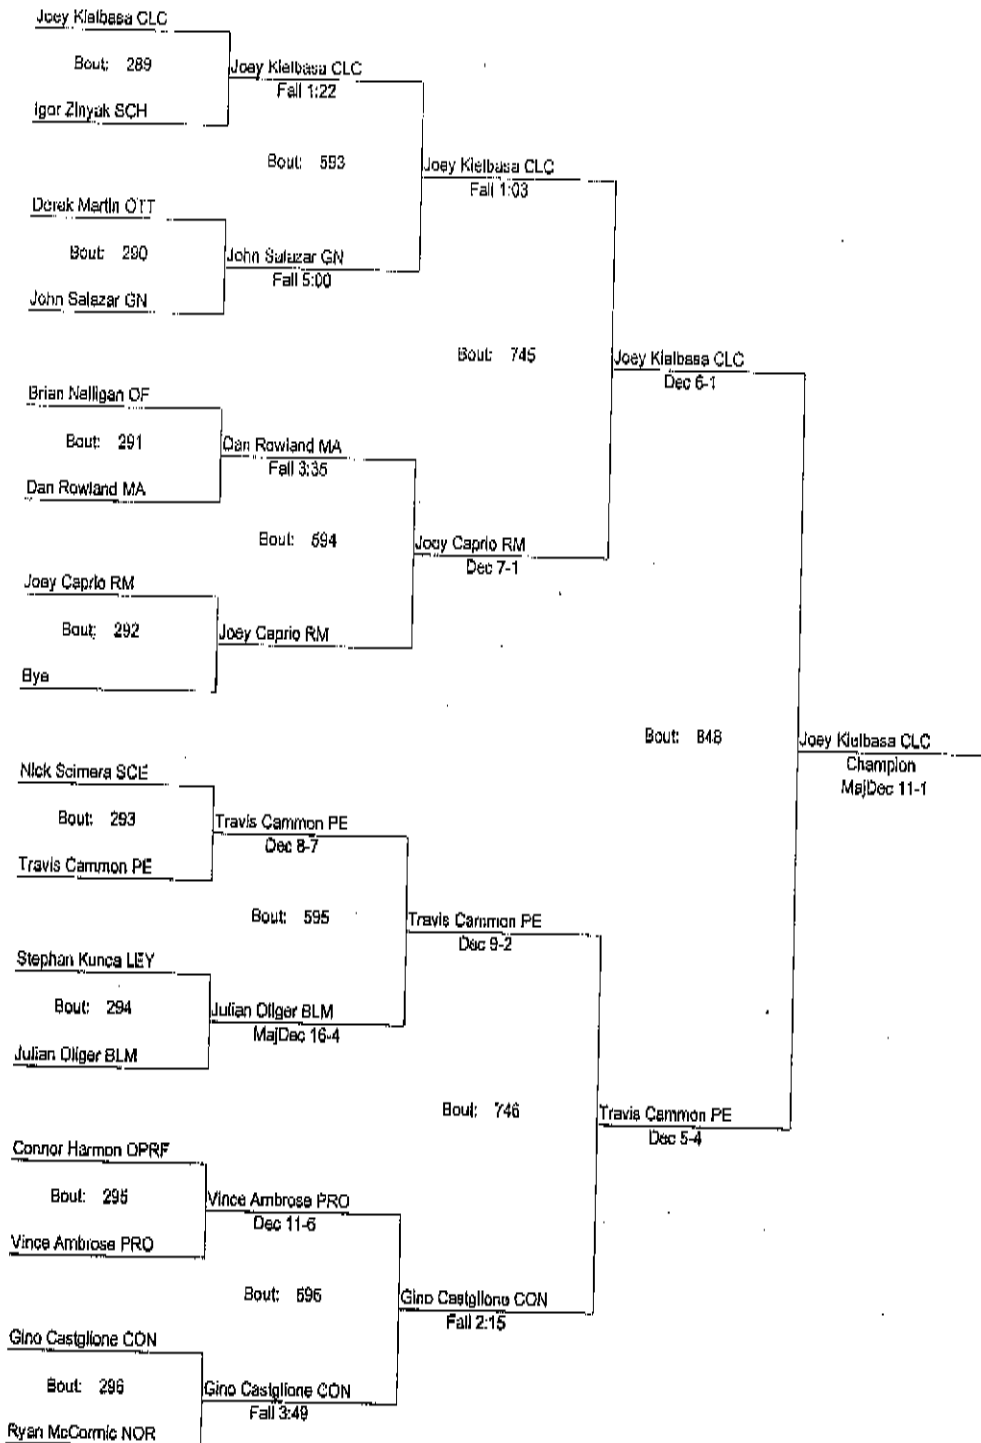 Joey Kielbasa CLC
Bout: 289
Joey Kielbasa CLC
Fall 1:22
Igor Zinyak SCH
Bout: 593
Joey Kielbasa CLC
Fall 1:03
Derek Martin OTT
Bout: 290
John Salazar GN
Fall 5:00
John Salazar GN
Bout: 745
Joey Kielbasa CLC
Dec 6-1
Brian Nelligan OF
Bout: 291
Dan Rowland MA
Fall 3:35
Dan Rowland MA
Bout: 594
Joey Caprio RM
Dec 7-1
Joey Caprio RM
Bout: 292
Joey Caprio RM
Bye
Bout: 848
Joey Kielbasa CLC
Champion
MajDec 11-1
Nick Scimera SCE
Bout: 293
Travis Cammon PE
Dec 8-7
Travis Cammon PE
Bout: 595
Travis Cammon PE
Dec 9-2
Stephan Kunca LEY
Bout: 294
Julian Oliger BLM
MajDec 16-4
Julian Oliger BLM
Bout: 746
Travis Cammon PE
Dec 5-4
Connor Harmon OPRF
Bout: 295
Vince Ambrose PRO
Dec 11-6
Vince Ambrose PRO
Bout: 596
Gino Castglione CON
Fall 2:15
Gino Castglione CON
Bout: 296
Gino Castglione CON
Fall 3:49
Ryan McCormic NOR